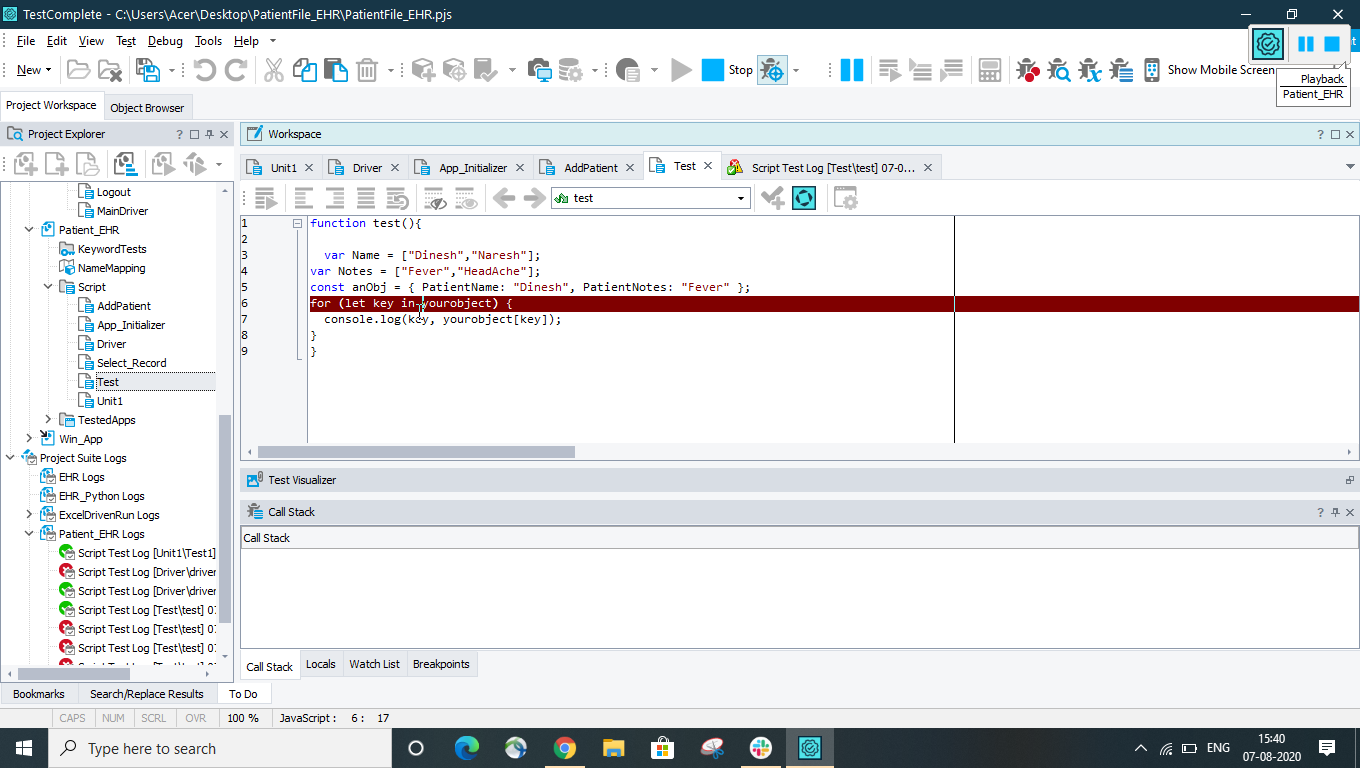 TestComplete - C:\Users\Acer\Desktop\PatientFile_EHR\PatientFile_EHR.pjs
File Edit View Test Debug Tools Help
New
Stop
Show Mobile Screen
Playback
Patient_EHR
Project Workspace
Object Browser
Project Explorer
Workspace
Unit1
Driver
App_Initializer
AddPatient
Test
Script Test Log [Test\test] 07-0...
test
Logout
MainDriver
Patient_EHR
KeywordTests
NameMapping
Script
AddPatient
App_Initializer
Driver
Select_Record
Test
Unit1
TestedApps
Win_App
Project Suite Logs
EHR Logs
EHR_Python Logs
ExcelDrivenRun Logs
Patient_EHR Logs
Script Test Log [Unit1\Test1]
Script Test Log [Driver\driver
Script Test Log [Driver\driver
Script Test Log [Test\test] 07
Script Test Log [Test\test] 07
Script Test Log [Test\test] 07
1 function test(){
2
3 var Name = ["Dinesh","Naresh"];
4 var Notes = ["Fever","HeadAche"];
5 const anObj = { PatientName: "Dinesh", PatientNotes: "Fever" };
6 for (let key in yourobject) {
7 console.log(key, yourobject[key]);
8 }
9 }
Test Visualizer
Call Stack
Call Stack
Call Stack Locals Watch List Breakpoints
Bookmarks Search/Replace Results To Do
CAPS NUM SCRL OVR 100 % JavaScript : 6 : 17
Type here to search
ENG
15:40
07-08-2020